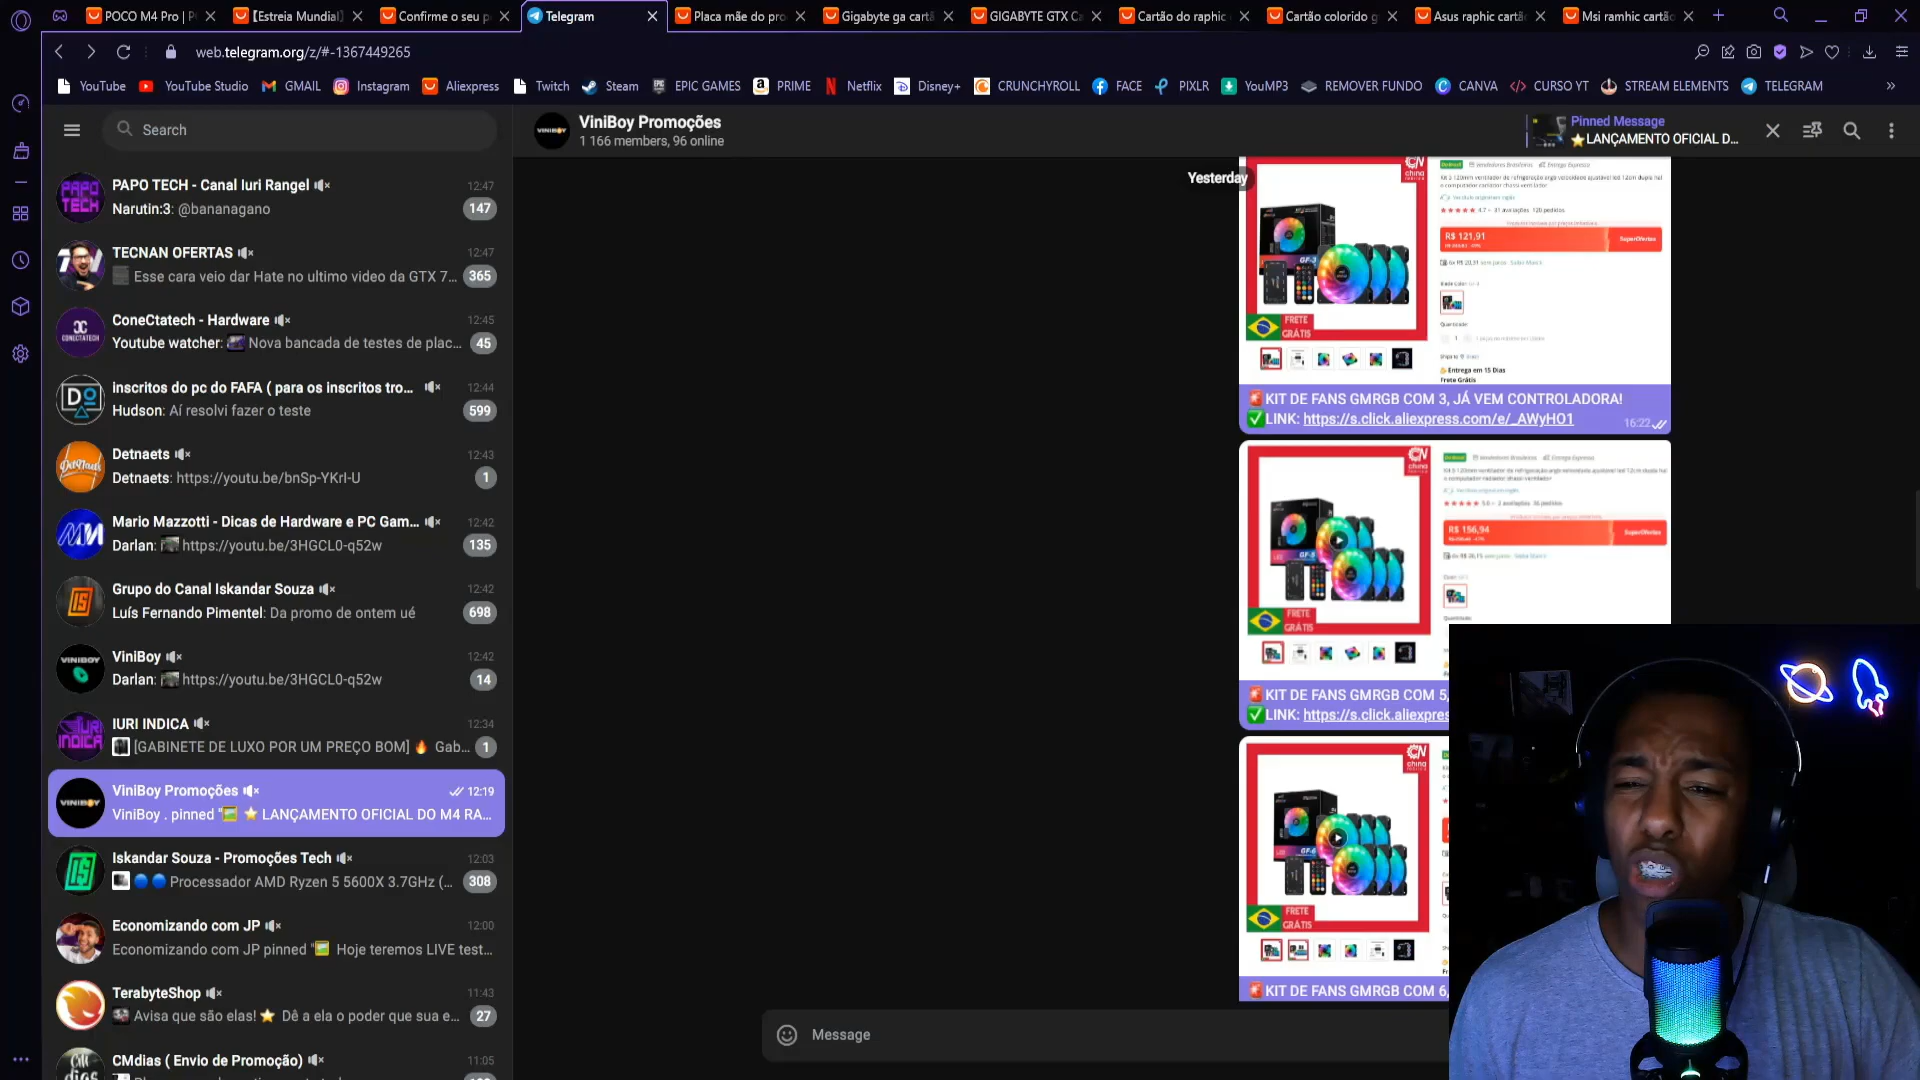 POCO M4 Pro | P
[Estreia Mundial]
Confirme o seu p
Telegram
Placa mãe do pro
Gigabyte ga cartã
GIGABYTE GTX Ca
Cartão do raphic
Cartão colorido g
Asus raphic cartã
Msi ramhic cartão
web.telegram.org/z/#-1367449265
YouTube
YouTube Studio
GMAIL
Instagram
Aliexpress
Twitch
Steam
EPIC GAMES
PRIME
Netflix
Disney+
CRUNCHYROLL
FACE
PIXLR
YouMP3
REMOVER FUNDO
CANVA
CURSO YT
STREAM ELEMENTS
TELEGRAM
Search
PAPO TECH - Canal Iuri Rangel 12:47
Narutin:3: @bananagano 147
TECNAN OFERTAS 12:47
Esse cara veio dar Hate no ultimo video da GTX 7... 365
ConeCtatech - Hardware 12:45
Youtube watcher: Nova bancada de testes de plac... 45
inscritos do pc do FAFA ( para os inscritos tro... 12:44
Hudson: Aí resolvi fazer o teste 599
Detnaets 12:43
Detnaets: https://youtu.be/bnSp-YKrI-U 1
Mario Mazzotti - Dicas de Hardware e PC Gam... 12:42
Darlan: https://youtu.be/3HGCL0-q52w 135
Grupo do Canal Iskandar Souza 12:42
Luís Fernando Pimentel: Da promo de ontem ué 698
ViniBoy 12:42
Darlan: https://youtu.be/3HGCL0-q52w 14
IURI INDICA 12:34
[GABINETE DE LUXO POR UM PREÇO BOM] 🔥 Gab... 1
ViniBoy Promoções 12:19
ViniBoy . pinned "🖼 ⭐ LANÇAMENTO OFICIAL DO M4 RA...
Iskandar Souza - Promoções Tech 12:03
🔵🔵 Processador AMD Ryzen 5 5600X 3.7GHz (... 308
Economizando com JP 12:00
Economizando com JP pinned "🖼 Hoje teremos LIVE test...
TerabyteShop 11:43
Avisa que são elas! ⭐ Dê a ela o poder que sua e... 27
CMdias ( Envio de Promoção) 11:05
ViniBoy Promoções
1 166 members, 96 online
Pinned Message
⭐LANÇAMENTO OFICIAL D...
Yesterday
R$ 121,91
SuperOfertas
FRETE
GRÁTIS
Entrega em 15 Dias
Frete Grátis
🚨KIT DE FANS GMRGB COM 3, JÁ VEM CONTROLADORA!
✅LINK: https://s.click.aliexpress.com/e/_AWyHO1
16:22
R$ 156,94
SuperOfertas
FRETE
GRÁTIS
🚨KIT DE FANS GMRGB COM 5,
✅LINK: https://s.click.aliexpre
FRETE
GRÁTIS
🚨KIT DE FANS GMRGB COM 6,
Message